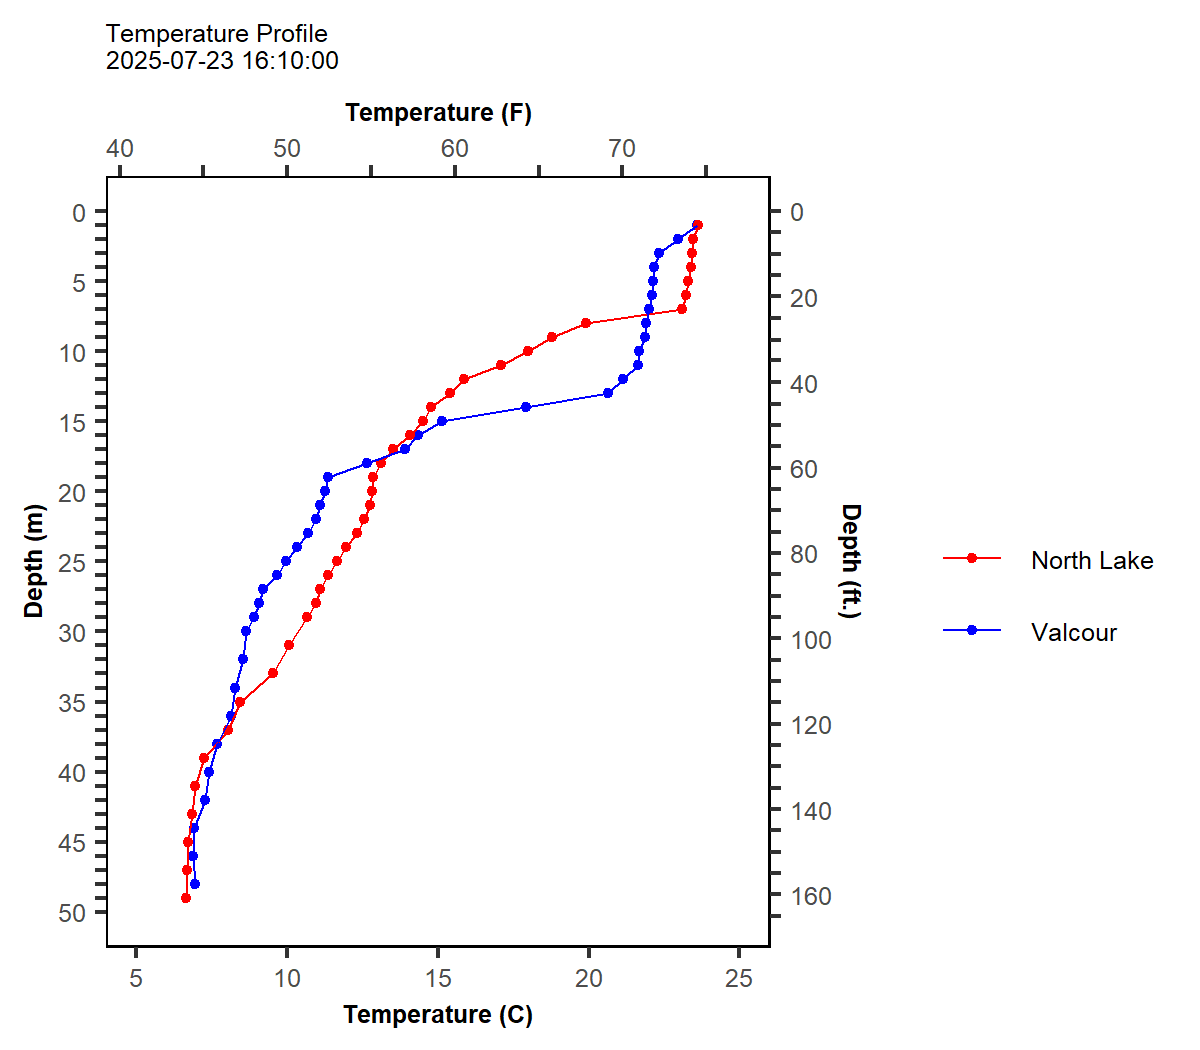 Temperature Profile
2025-07-23 16:10:00
Temperature (F)
40 50 60 70
0 5 10 15 20 25 30 35 40 45 50
Depth (m)
0 20 40 60 80 100 120 140 160
Depth (ft.)
North Lake
Valcour
5 10 15 20 25
Temperature (C)